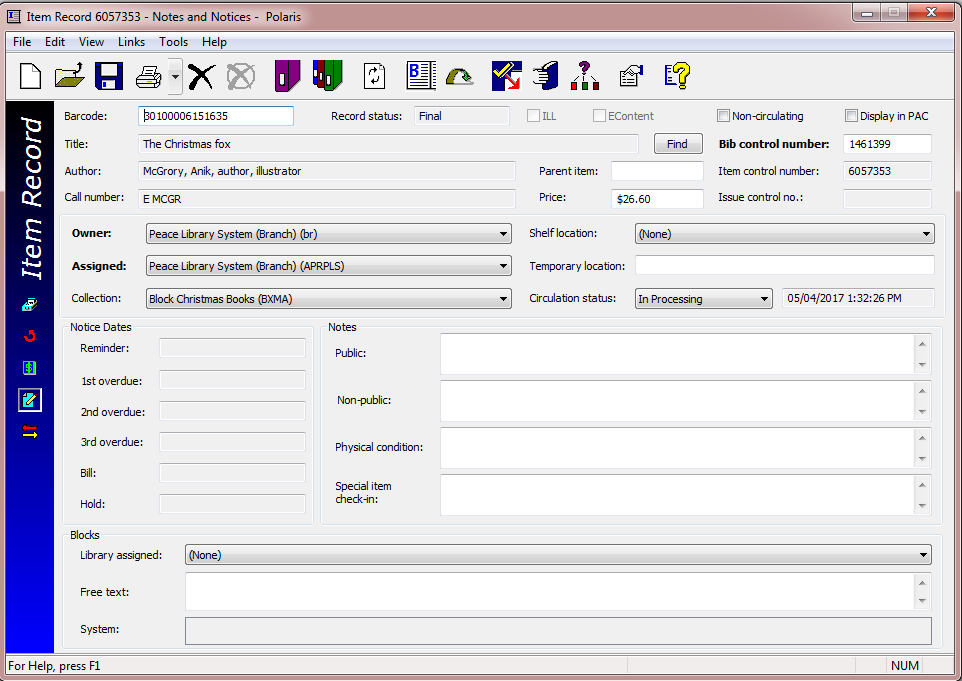 Item Record 6057353 - Notes and Notices - Polaris
File Edit View Links Tools Help
Item Record
Barcode: 30100006151635 Record status: Final ILL EContent Non-circulating Display in PAC
Title: The Christmas fox Find Bib control number: 1461399
Author: McGrory, Anik, author, illustrator Parent item: Item control number: 6057353
Call number: E MCGR Price: $26.60 Issue control no.:
Owner: Peace Library System (Branch) (br) Shelf location: (None)
Assigned: Peace Library System (Branch) (APRPLS) Temporary location:
Collection: Block Christmas Books (BXMA) Circulation status: In Processing 05/04/2017 1:32:26 PM
Notice Dates
Reminder:
1st overdue:
2nd overdue:
3rd overdue:
Bill:
Hold:
Notes
Public:
Non-public:
Physical condition:
Special item
check-in:
Blocks
Library assigned: (None)
Free text:
System:
For Help, press F1 NUM